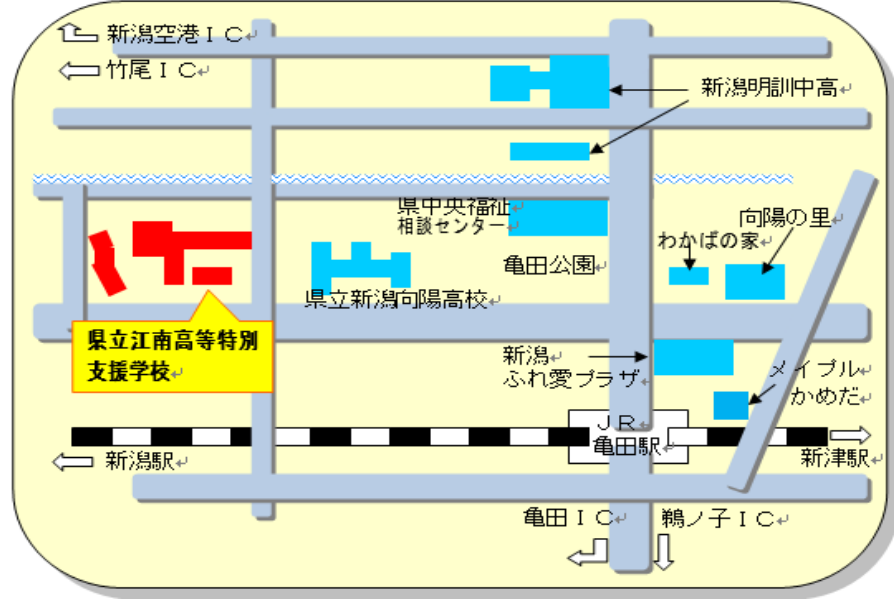 新潟空港ＩＣ
竹尾ＩＣ
新潟明訓中高
県中央福祉
相談センター
向陽の里
わかばの家
亀田公園
県立新潟向陽高校
県立江南高等特別
支援学校
新潟
ふれ愛プラザ
メイプル
かめだ
ＪＲ
亀田駅
新潟駅
新津駅
亀田ＩＣ
鵜ノ子ＩＣ